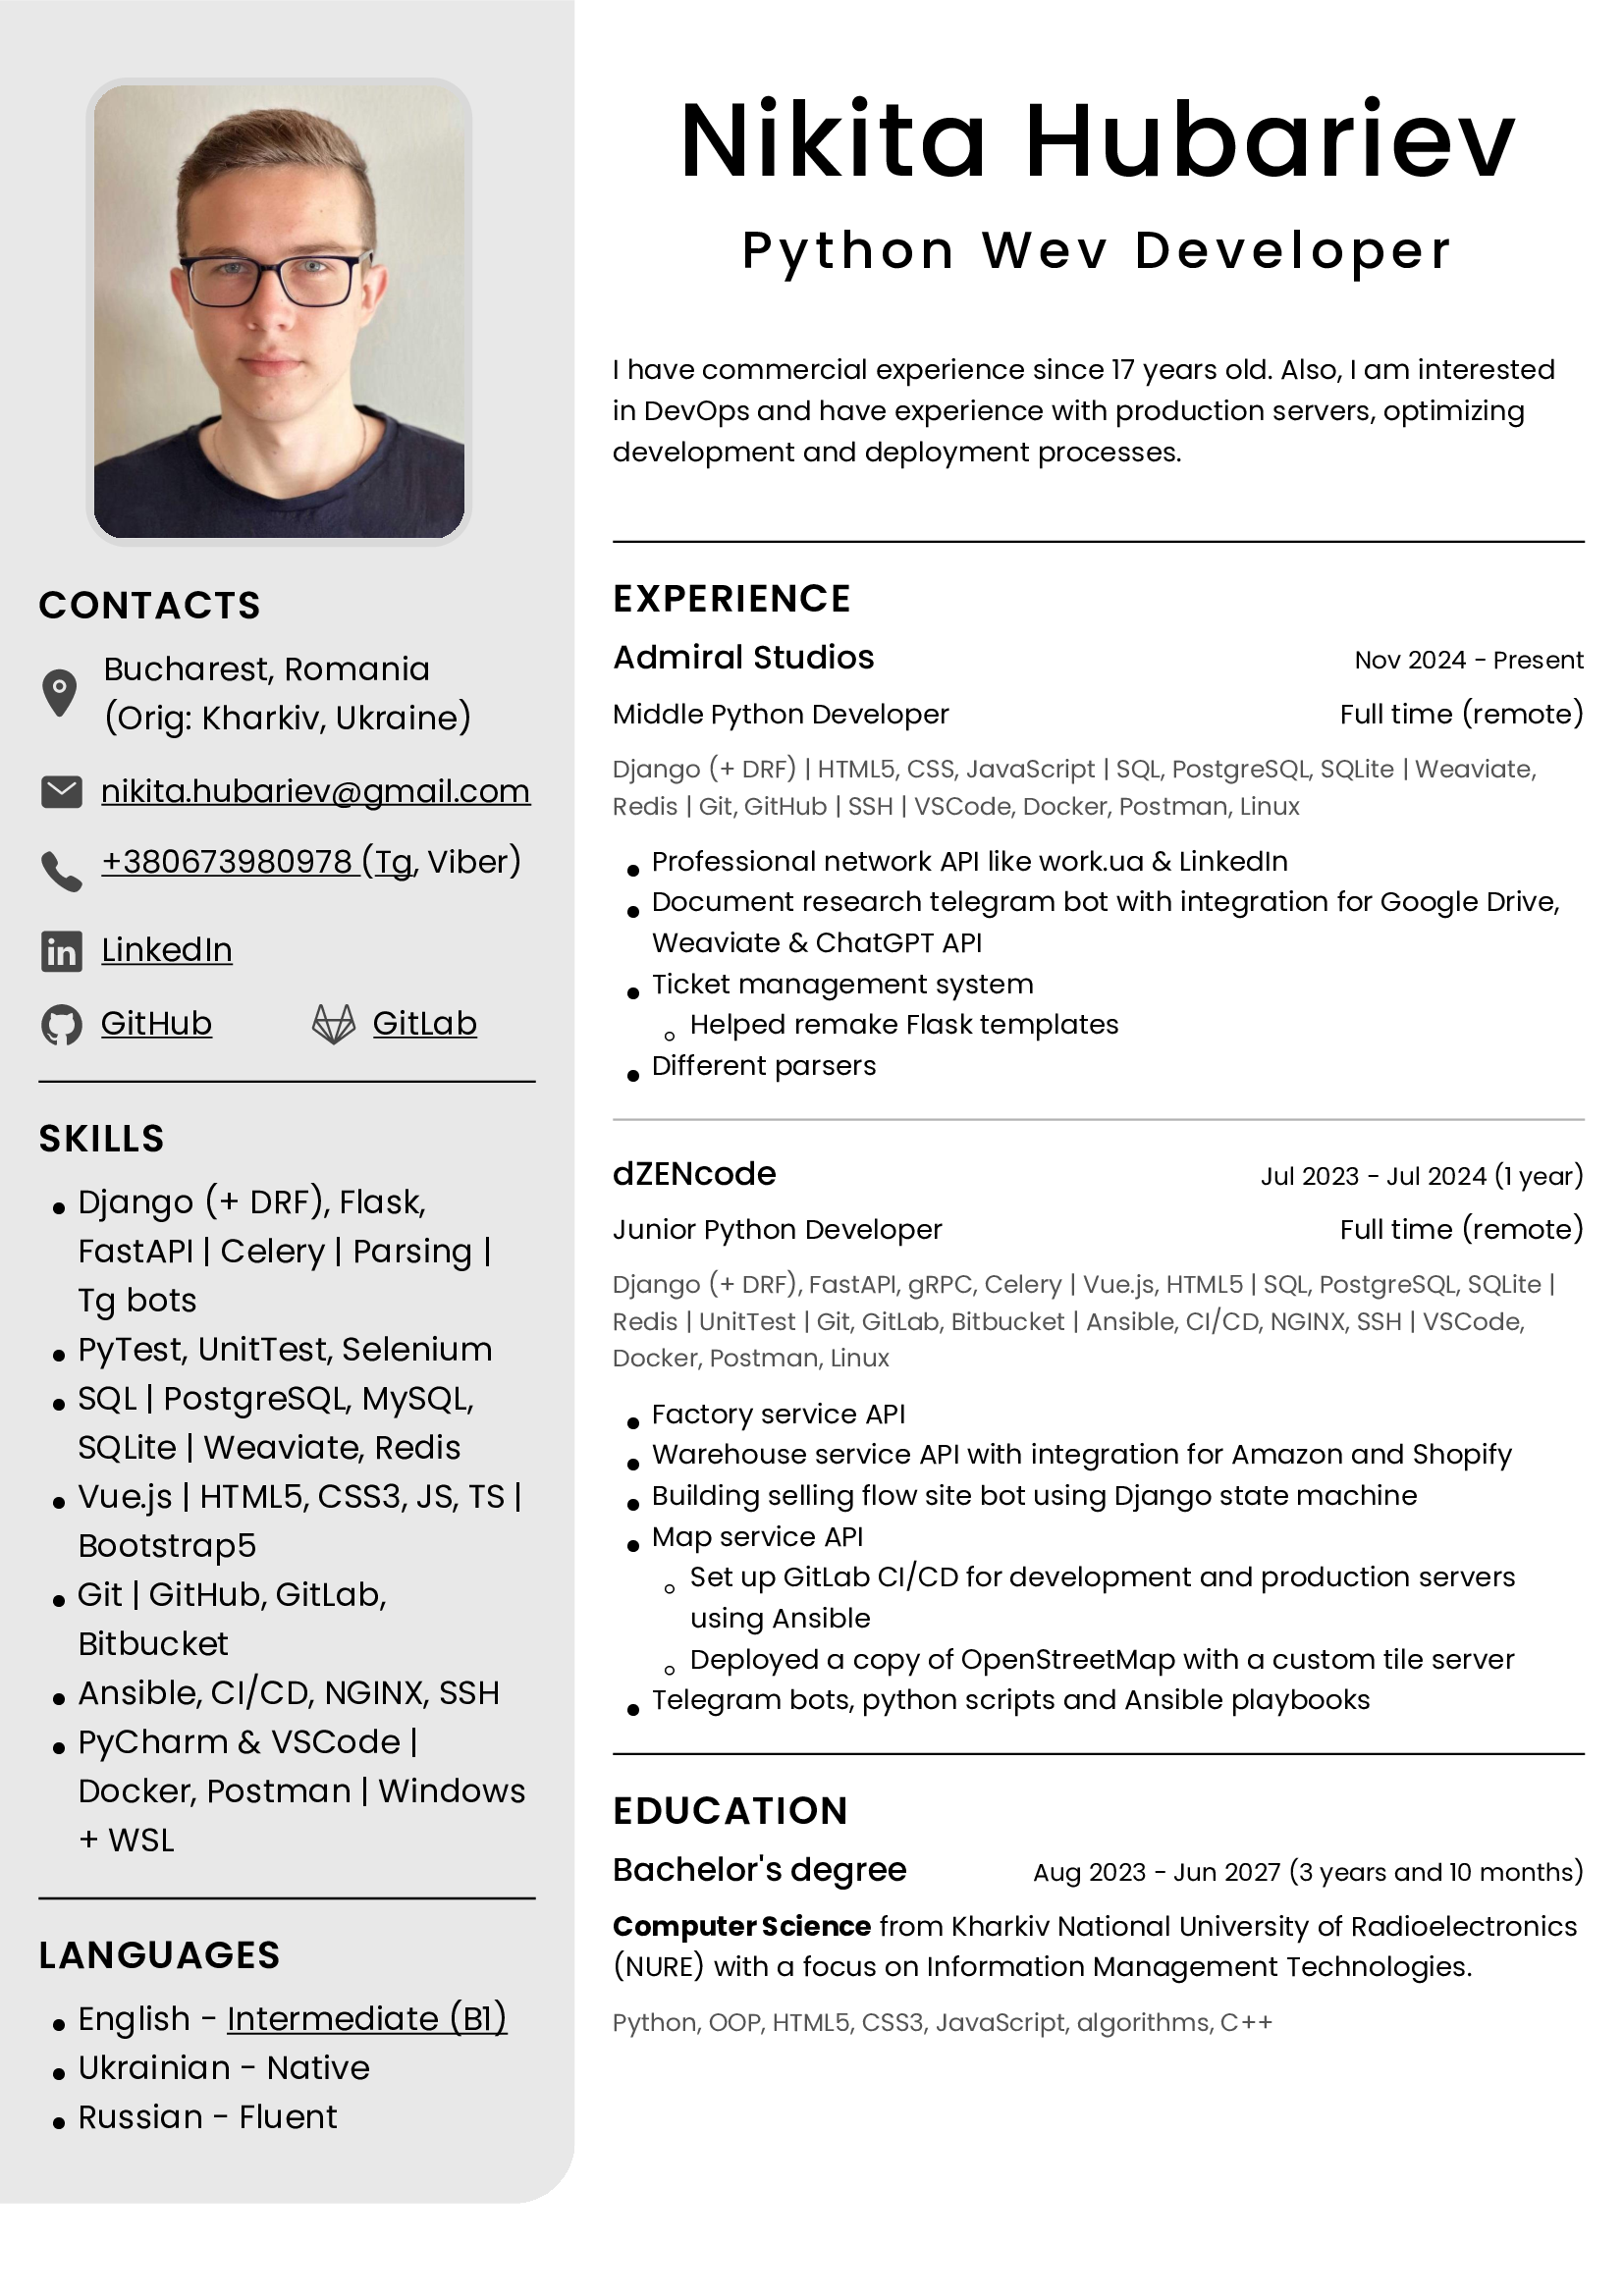 Nikita Hubariev
Python Wev Developer
I have commercial experience since 17 years old. Also, I am interested
in DevOps and have experience with production servers, optimizing
development and deployment processes.
CONTACTS
Bucharest, Romania
(Orig: Kharkiv, Ukraine)
nikita.hubariev@gmail.com
+380673980978 (Tg, Viber)
LinkedIn
GitHub GitLab
SKILLS
• Django (+ DRF), Flask,
FastAPI | Celery | Parsing |
Tg bots
• PyTest, UnitTest, Selenium
• SQL | PostgreSQL, MySQL,
SQLite | Weaviate, Redis
• Vue.js | HTML5, CSS3, JS, TS |
Bootstrap5
• Git | GitHub, GitLab,
Bitbucket
• Ansible, CI/CD, NGINX, SSH
• PyCharm & VSCode |
Docker, Postman | Windows
+ WSL
LANGUAGES
• English - Intermediate (B1)
• Ukrainian - Native
• Russian - Fluent
EXPERIENCE
Admiral Studios Nov 2024 - Present
Middle Python Developer Full time (remote)
Django (+ DRF) | HTML5, CSS, JavaScript | SQL, PostgreSQL, SQLite | Weaviate,
Redis | Git, GitHub | SSH | VSCode, Docker, Postman, Linux
• Professional network API like work.ua & LinkedIn
• Document research telegram bot with integration for Google Drive,
Weaviate & ChatGPT API
• Ticket management system
◦ Helped remake Flask templates
• Different parsers
dZENcode Jul 2023 - Jul 2024 (1 year)
Junior Python Developer Full time (remote)
Django (+ DRF), FastAPI, gRPC, Celery | Vue.js, HTML5 | SQL, PostgreSQL, SQLite |
Redis | UnitTest | Git, GitLab, Bitbucket | Ansible, CI/CD, NGINX, SSH | VSCode,
Docker, Postman, Linux
• Factory service API
• Warehouse service API with integration for Amazon and Shopify
• Building selling flow site bot using Django state machine
• Map service API
◦ Set up GitLab CI/CD for development and production servers
using Ansible
◦ Deployed a copy of OpenStreetMap with a custom tile server
• Telegram bots, python scripts and Ansible playbooks
EDUCATION
Bachelor's degree Aug 2023 - Jun 2027 (3 years and 10 months)
Computer Science from Kharkiv National University of Radioelectronics
(NURE) with a focus on Information Management Technologies.
Python, OOP, HTML5, CSS3, JavaScript, algorithms, C++